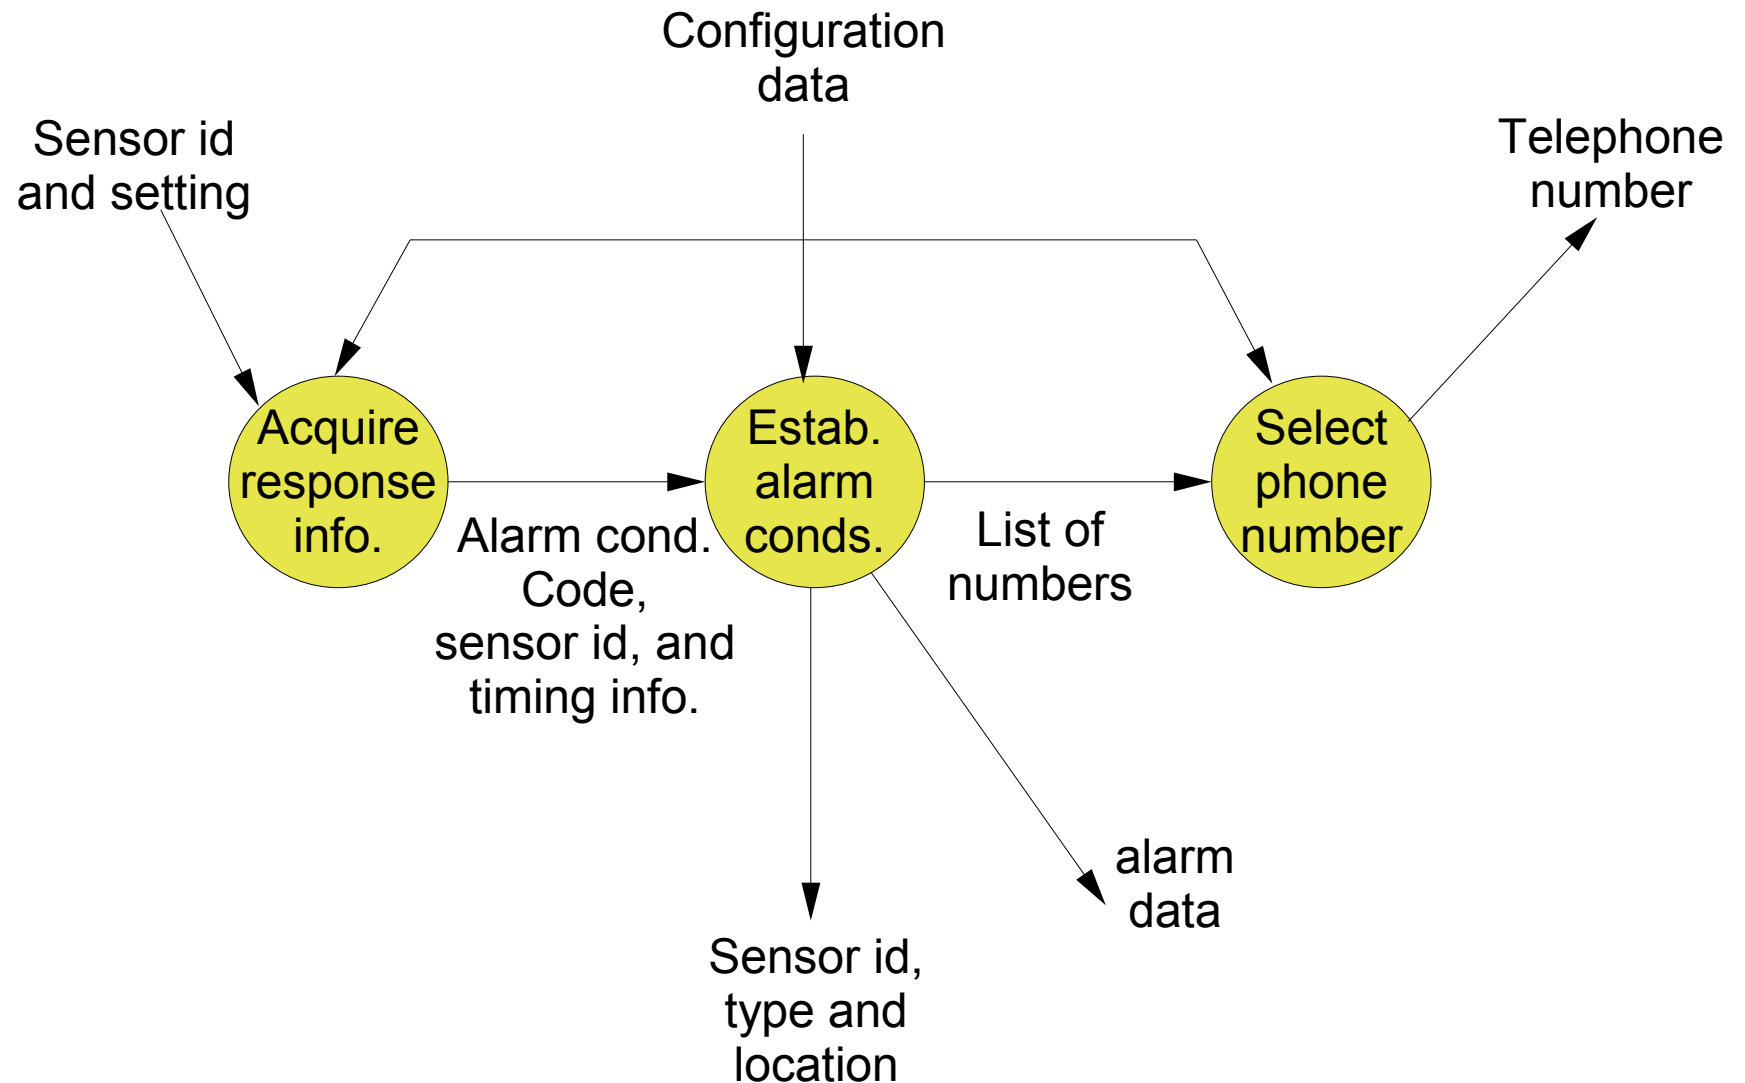 Configuration
data
Sensor id
and setting
Telephone
number
Acquire
response
info.
Alarm cond.
Code,
sensor id, and
timing info.
Estab.
alarm
conds.
List of
numbers
Select
phone
number
alarm
data
Sensor id,
type and
location